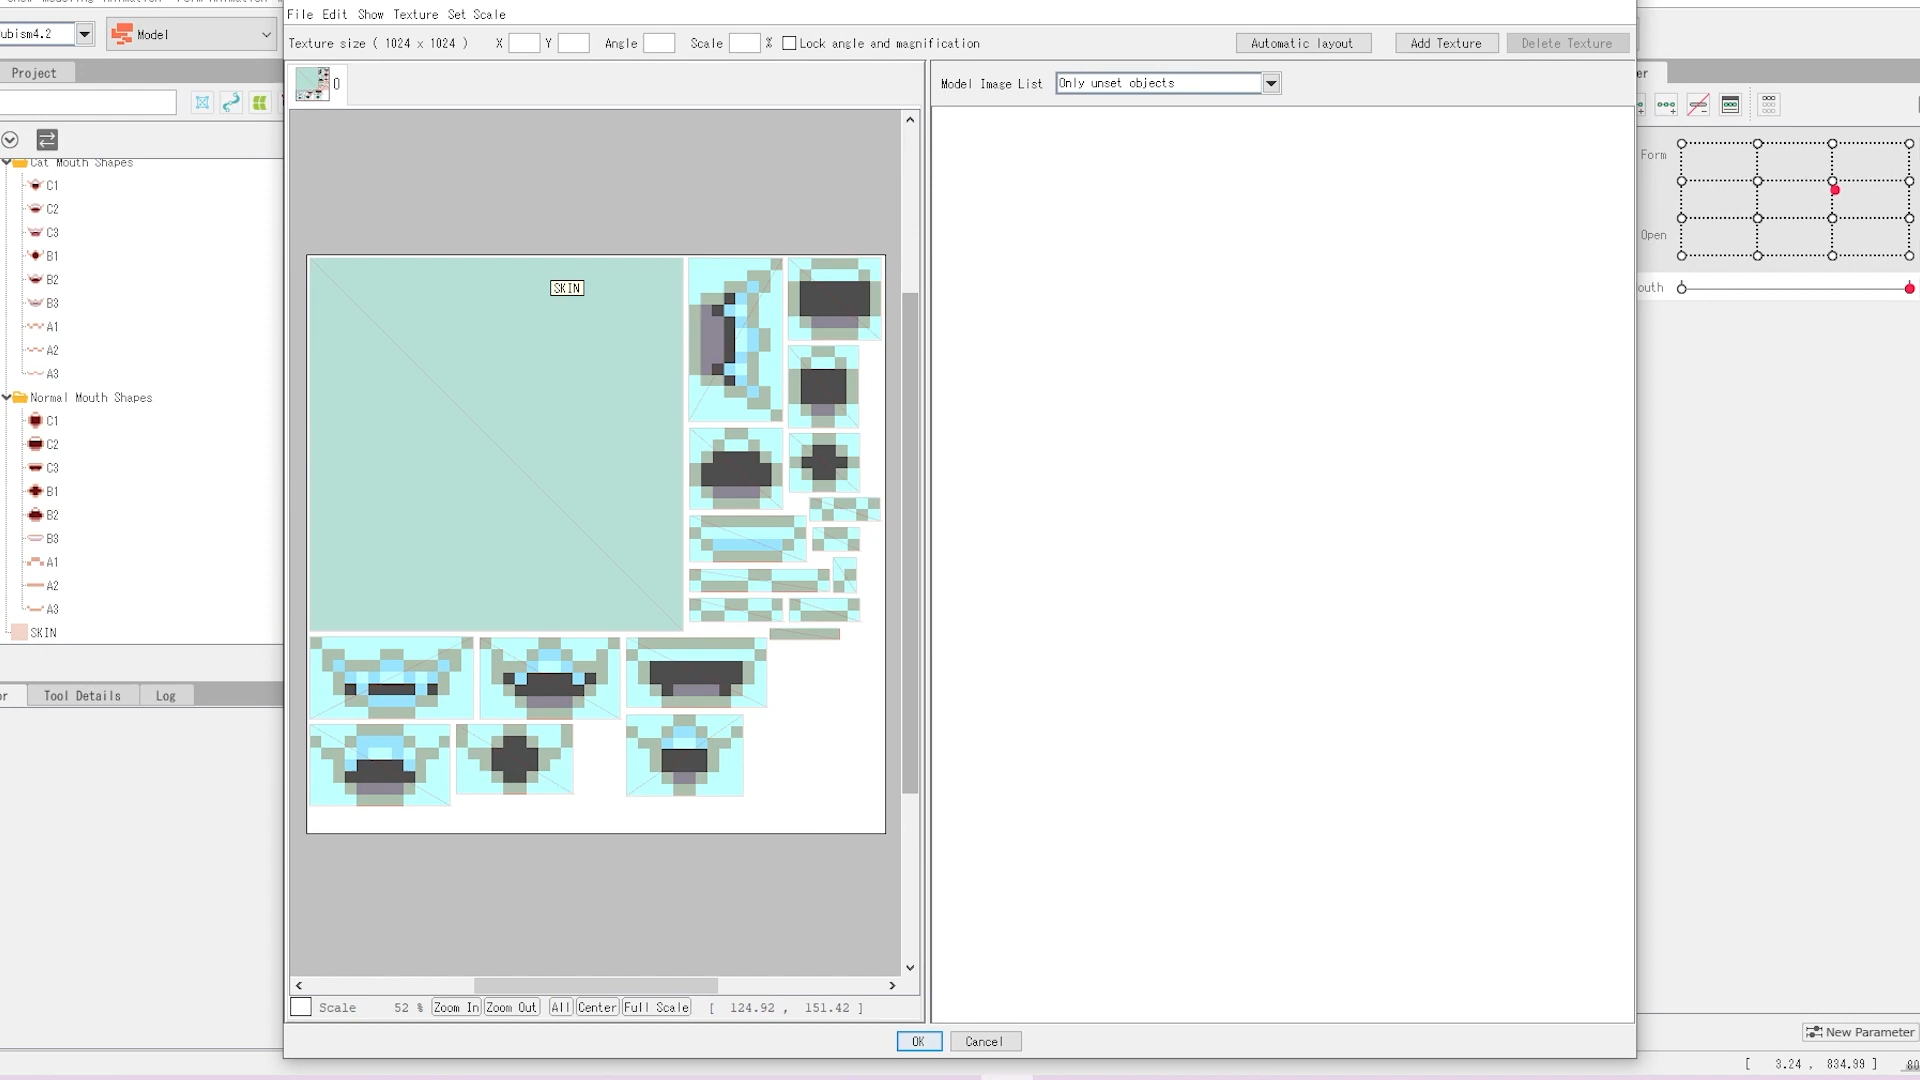 File Edit Show Texture Set Scale
ubism4.2
Model
Texture size ( 1024 x 1024 ) X Y Angle Scale % Lock angle and magnification
Automatic layout
Add Texture
Delete Texture
Project
0
Model Image List
Only unset objects
er
Cat Mouth Shapes
C1
C2
C3
B1
B2
B3
A1
A2
A3
Normal Mouth Shapes
C1
C2
C3
B1
B2
B3
A1
A2
A3
SKIN
SKIN
Form
Open
outh
or
Tool Details
Log
Scale 52 % Zoom In Zoom Out All Center Full Scale [ 124.92 , 151.42 ]
OK
Cancel
New Parameter
[ 3.24 , 834.99 ] 80